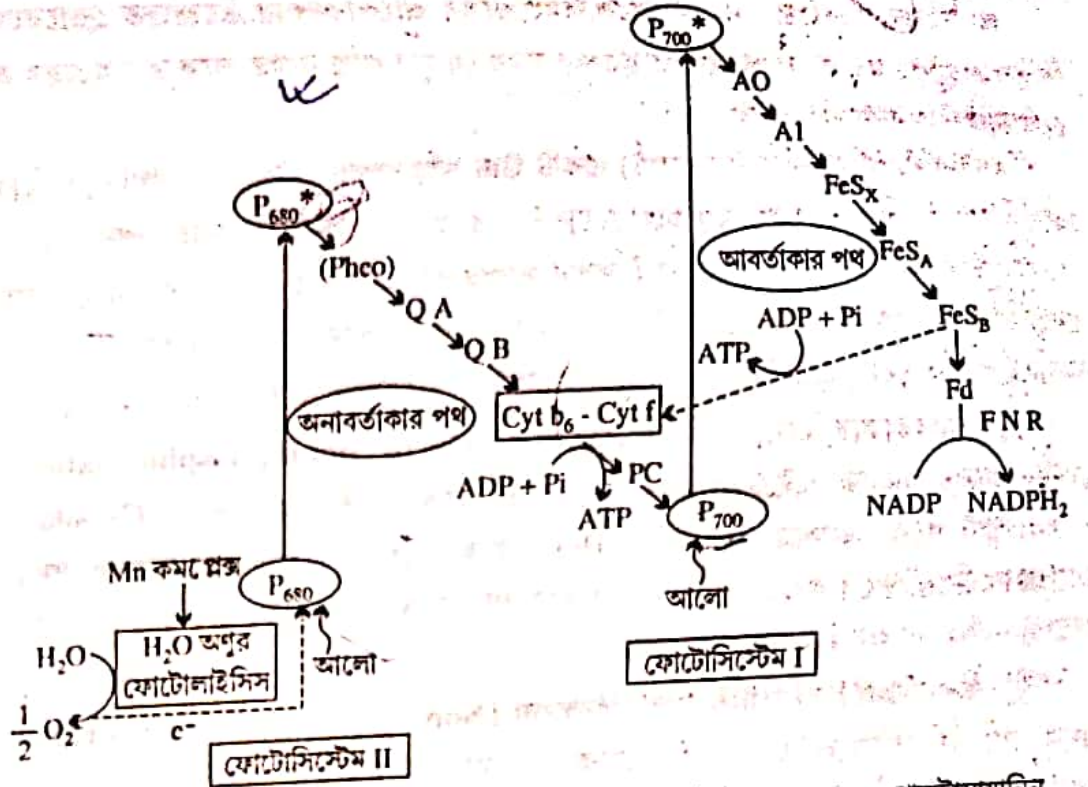 P700*
AO
A1
FeSX
P680*
(Pheo)
আবর্তাকার পথ
FeSA
Q A
ADP + Pi
FeSB
Q B
ATP
Fd
অনাবর্তাকার পথ
Cyt b6 - Cyt f
F N R
ADP + Pi
PC
ATP
P700
NADP NADPH2
Mn কমপ্লেক্স
P680
আলো
H2O
H2O অণুর
ফোটোলাইসিস
আলো
ফোটোসিস্টেম I
1/2 O2
e-
ফোটোসিস্টেম II